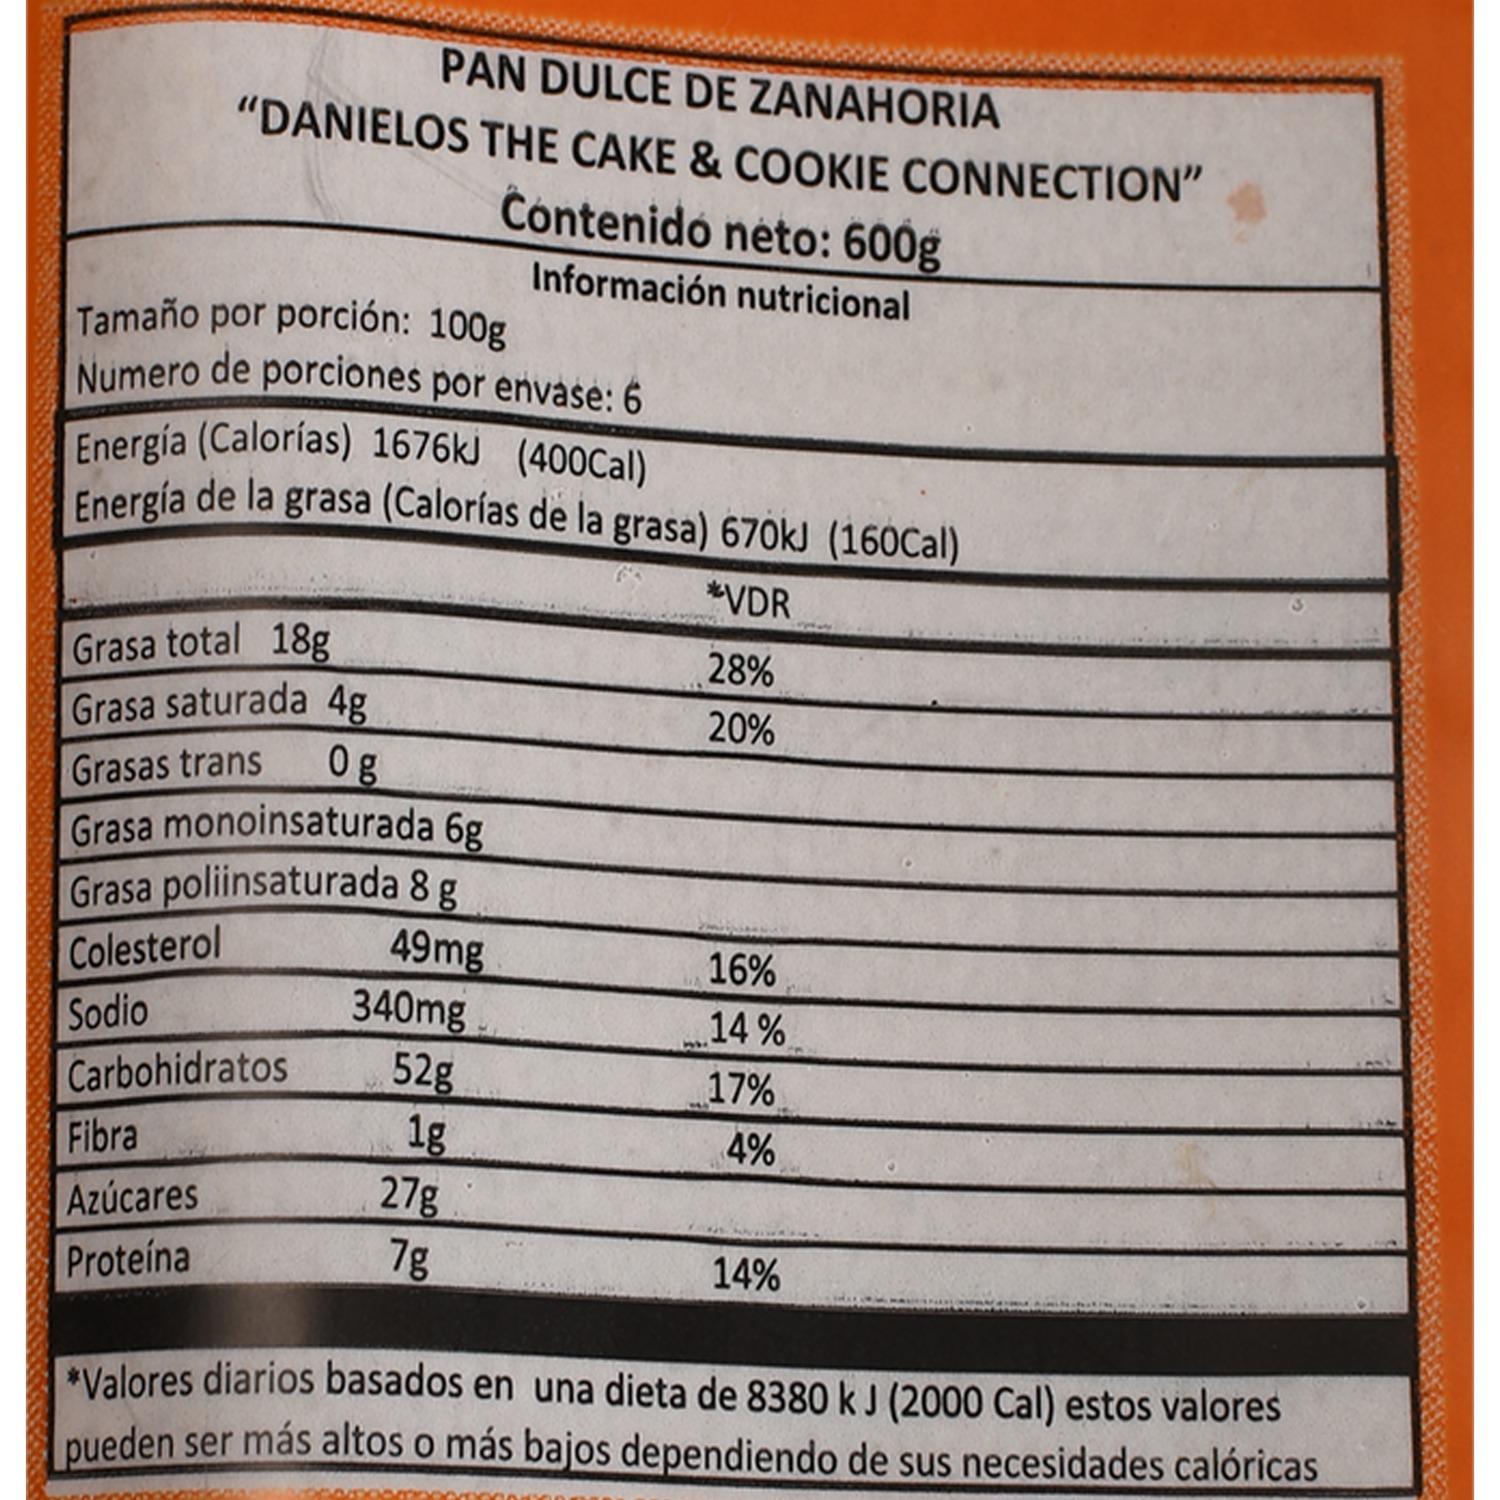 PAN DULCE DE ZANAHORIA
“DANIELOS THE CAKE & COOKIE CONNECTION”
Contenido neto: 600g
Información nutricional
Tamaño por porción: 100g
Numero de porciones por envase: 6
Energía (Calorías) 1676kJ (400Cal)
Energía de la grasa (Calorías de la grasa) 670kJ (160Cal)
*VDR
Grasa total 18g 28%
Grasa saturada 4g 20%
Grasas trans 0 g
Grasa monoinsaturada 6g
Grasa poliinsaturada 8 g
Colesterol 49mg 16%
Sodio 340mg 14 %
Carbohidratos 52g 17%
Fibra 1g 4%
Azúcares 27g
Proteína 7g 14%
*Valores diarios basados en una dieta de 8380 k J (2000 Cal) estos valores
pueden ser más altos o más bajos dependiendo de sus necesidades calóricas